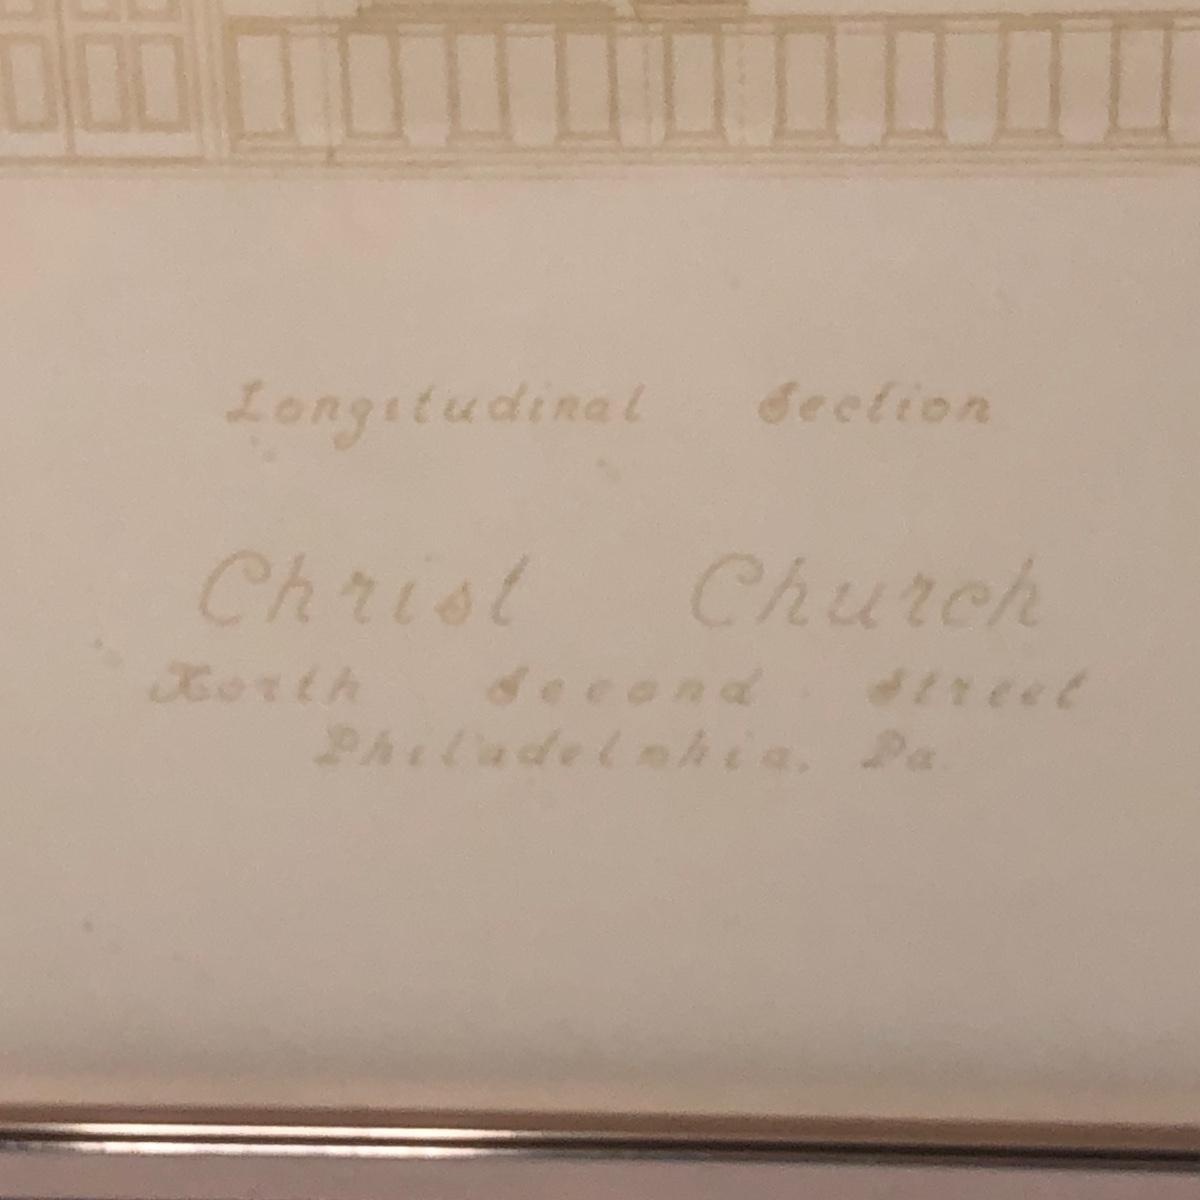 Longitudinal Section
Christ Church
North Second Street
Philadelphia, Pa.